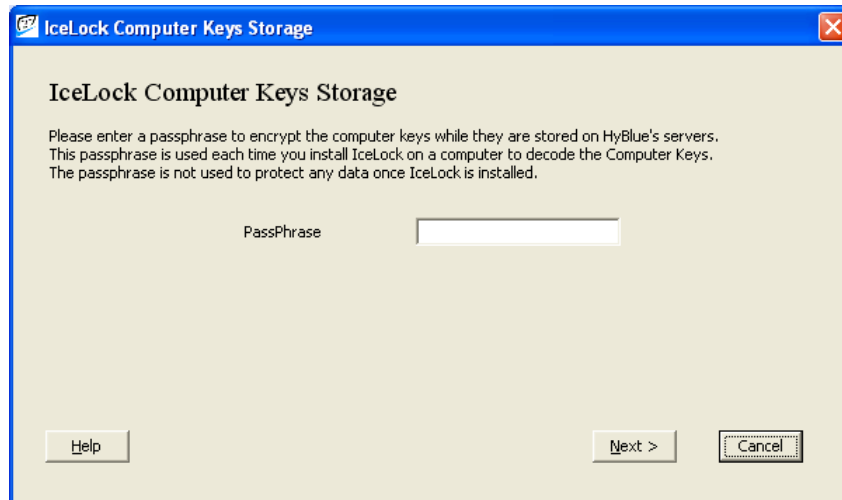 IceLock Computer Keys Storage
IceLock Computer Keys Storage
Please enter a passphrase to encrypt the computer keys while they are stored on HyBlue's servers.
This passphrase is used each time you install IceLock on a computer to decode the Computer Keys.
The passphrase is not used to protect any data once IceLock is installed.
PassPhrase
Help
Next >
Cancel